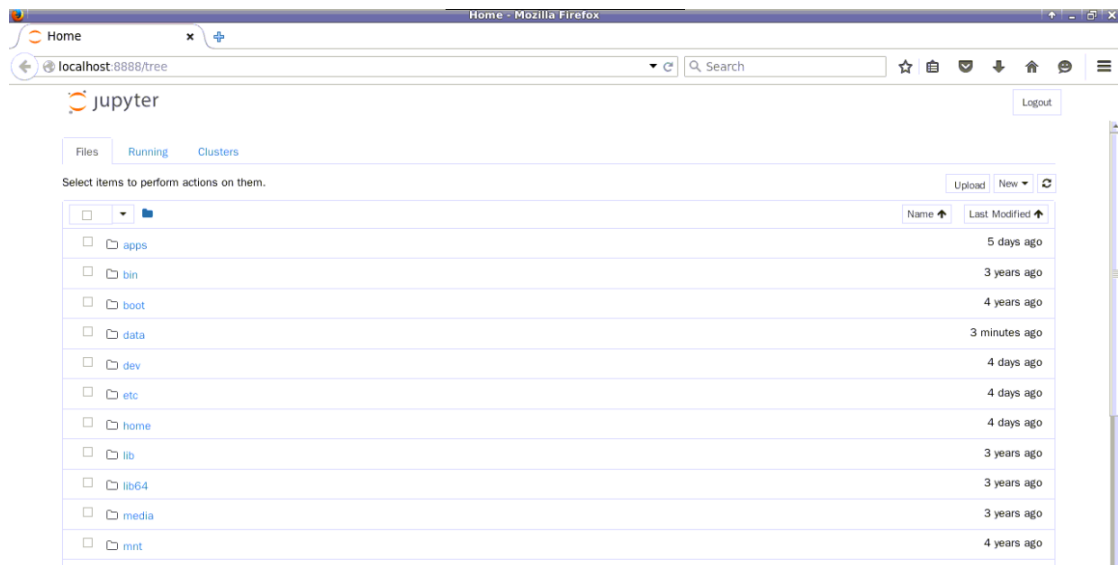 Home - Mozilla Firefox
Home
localhost:8888/tree
Search
jupyter
Logout
Files Running Clusters
Select items to perform actions on them.
Upload New
Name Last Modified
apps 5 days ago
bin 3 years ago
boot 4 years ago
data 3 minutes ago
dev 4 days ago
etc 4 days ago
home 4 days ago
lib 3 years ago
lib64 3 years ago
media 3 years ago
mnt 4 years ago